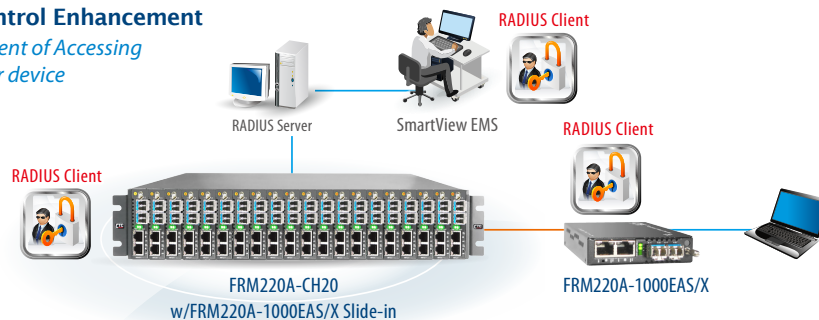 ntrol Enhancement
ent of Accessing
r device
RADIUS Client
RADIUS Server
SmartView EMS
RADIUS Client
RADIUS Client
FRM220A-CH20
w/FRM220A-1000EAS/X Slide-in
FRM220A-1000EAS/X